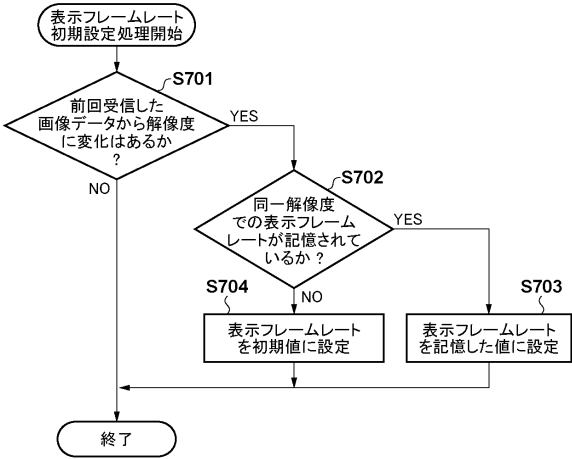 表示フレームレート
初期設定処理開始
S701
前回受信した
画像データから解像度
に変化はあるか
?
YES
NO
S702
同一解像度
での表示フレーム
レートが記憶されて
いるか?
YES
NO
S704
表示フレームレート
を初期値に設定
S703
表示フレームレート
を記憶した値に設定
終了